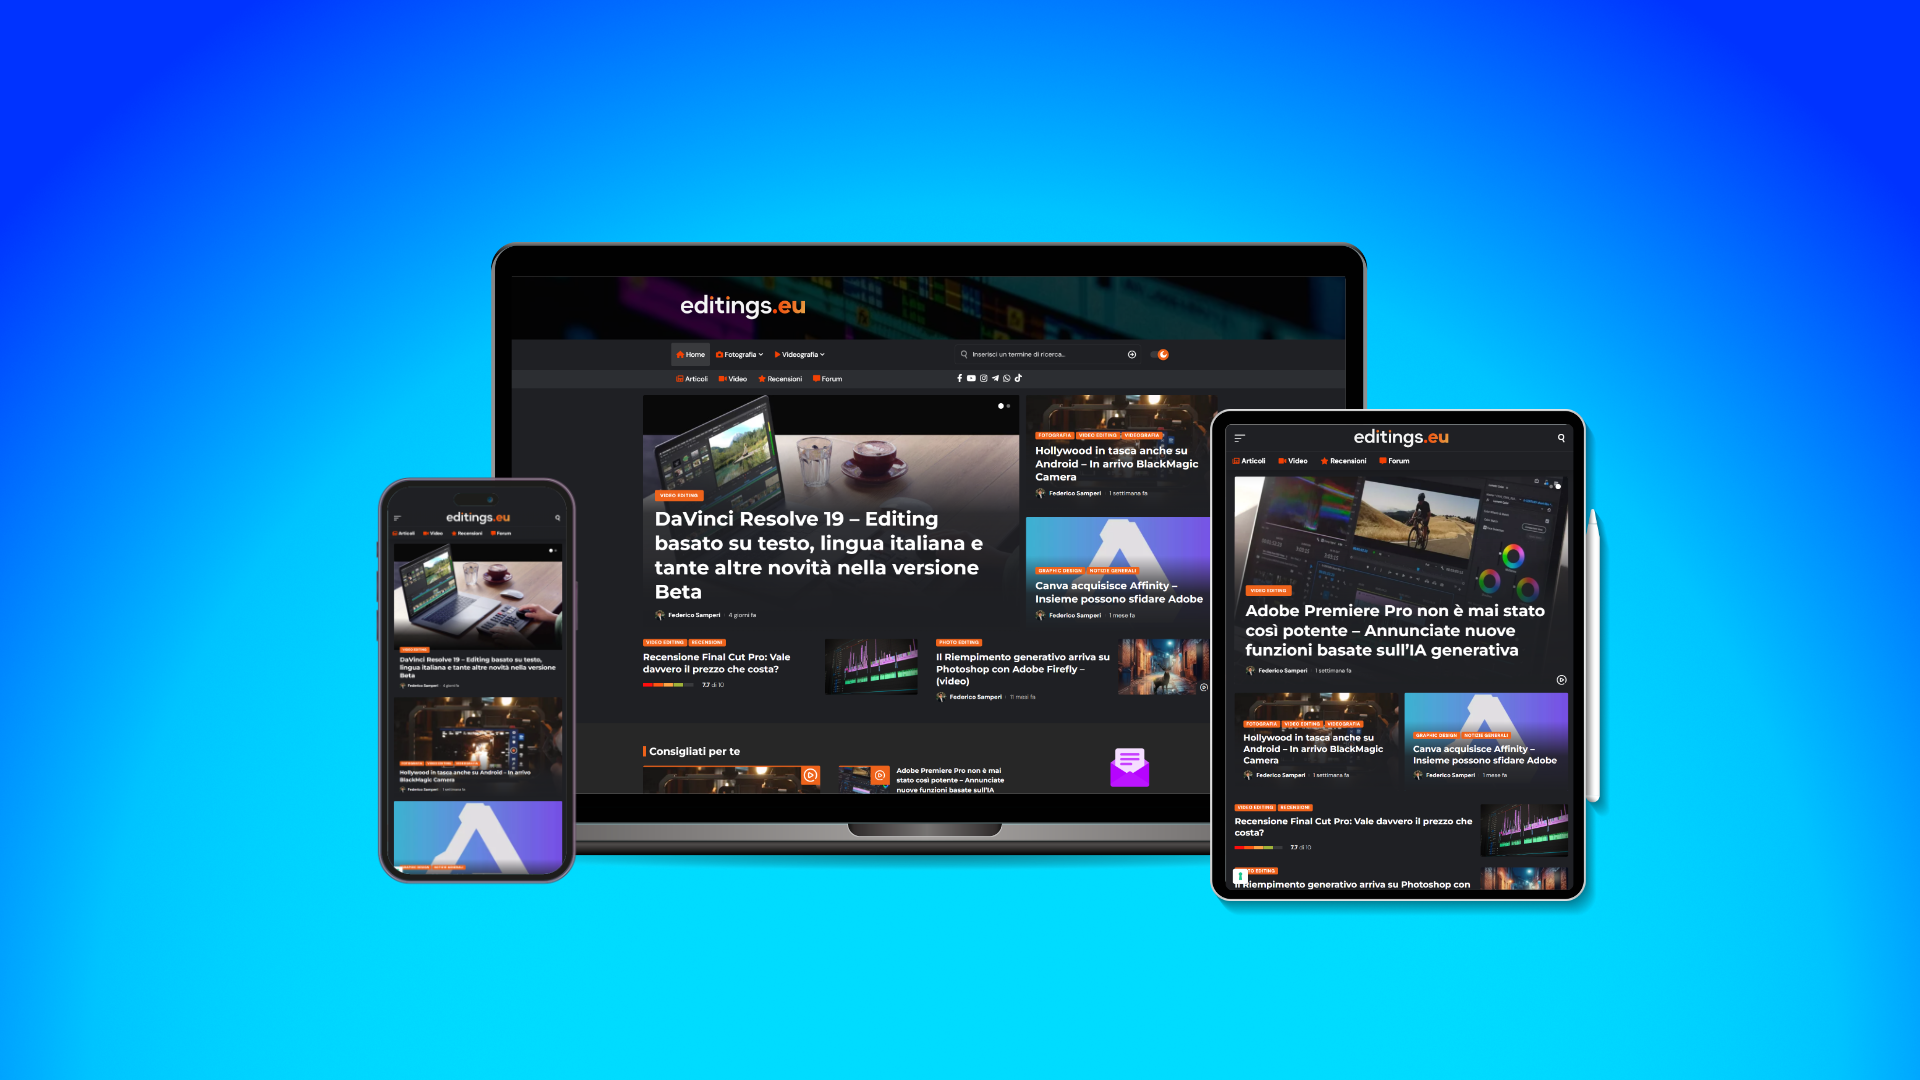 editings.eu
Home
Fotografia
Videografia
Inserisci un termine di ricerca...
Articoli
Video
Recensioni
Forum
VIDEO EDITING
DaVinci Resolve 19 – Editing
basato su testo, lingua italiana e
tante altre novità nella versione
Beta
Federico Samperi
4 giorni fa
FOTOGRAFIA
VIDEO EDITING
VIDEOGRAFIA
Hollywood in tasca anche su
Android – In arrivo BlackMagic
Camera
Federico Samperi
1 settimana fa
GRAPHIC DESIGN
NOTIZIE GENERALI
Canva acquisisce Affinity –
Insieme possono sfidare Adobe
Federico Samperi
1 mese fa
VIDEO EDITING
RECENSIONI
Recensione Final Cut Pro: Vale
davvero il prezzo che costa?
7.7 di 10
PHOTO EDITING
Il Riempimento generativo arriva su
Photoshop con Adobe Firefly –
(video)
Federico Samperi
11 mesi fa
Consigliati per te
Adobe Premiere Pro non è mai
stato così potente – Annunciate
nuove funzioni basate sull'IA
editings.eu
Articoli
Video
Recensioni
Forum
VIDEO EDITING
DaVinci Resolve 19 – Editing basato su testo,
lingua italiana e tante altre novità nella versione
Beta
Federico Samperi
4 giorni fa
Hollywood in tasca anche su Android – In arrivo
BlackMagic Camera
Federico Samperi
1 settimana fa
editings.eu
Articoli
Video
Recensioni
Forum
VIDEO EDITING
Adobe Premiere Pro non è mai stato
così potente – Annunciate nuove
funzioni basate sull'IA generativa
Federico Samperi
1 settimana fa
FOTOGRAFIA
VIDEO EDITING
VIDEOGRAFIA
Hollywood in tasca anche su
Android – In arrivo BlackMagic
Camera
Federico Samperi
1 settimana fa
GRAPHIC DESIGN
NOTIZIE GENERALI
Canva acquisisce Affinity –
Insieme possono sfidare Adobe
Federico Samperi
1 mese fa
VIDEO EDITING
RECENSIONI
Recensione Final Cut Pro: Vale davvero il prezzo che
costa?
7.7 di 10
EDITING
Il Riempimento generativo arriva su Photoshop con